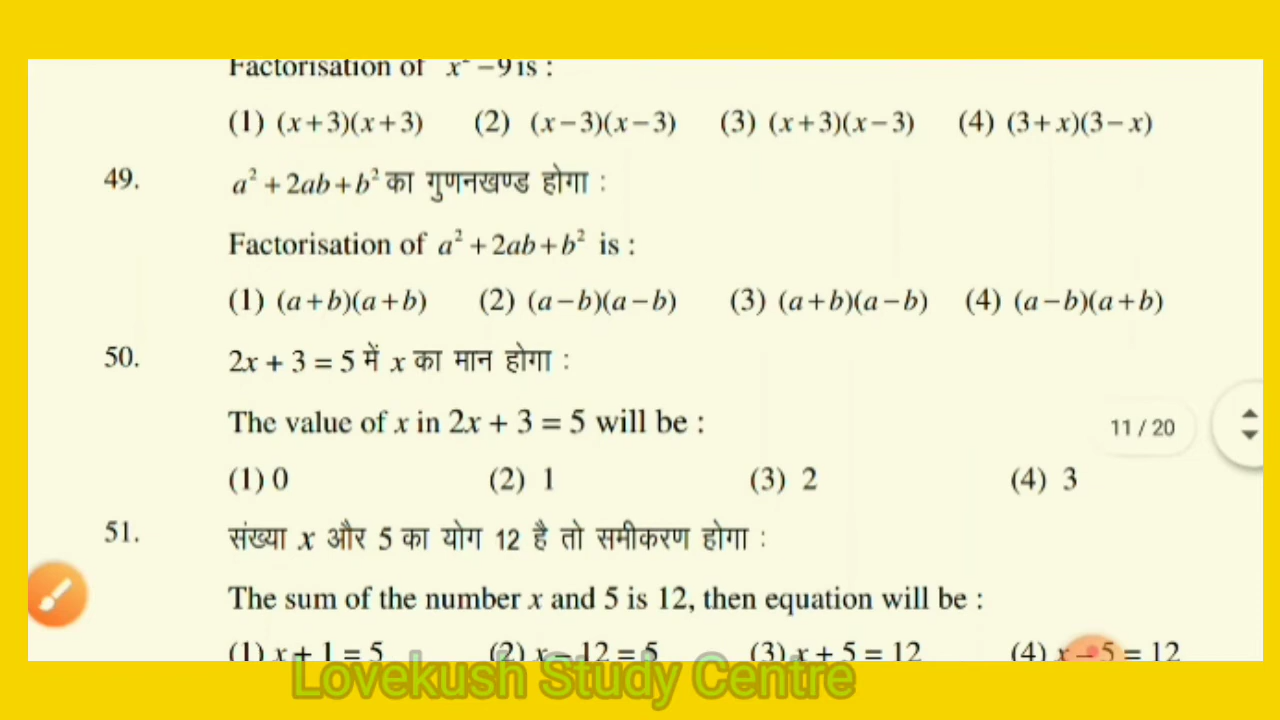 Factorisation of x² −9 is :
(1) (x+3)(x+3) (2) (x−3)(x−3) (3) (x+3)(x−3) (4) (3+x)(3−x)
49. a² + 2ab + b² का गुणनखण्ड होगा :
Factorisation of a² + 2ab + b² is :
(1) (a+b)(a+b) (2) (a−b)(a−b) (3) (a+b)(a−b) (4) (a−b)(a+b)
50. 2x + 3 = 5 में x का मान होगा :
The value of x in 2x + 3 = 5 will be :
11 / 20
(1) 0 (2) 1 (3) 2 (4) 3
51. संख्या x और 5 का योग 12 है तो समीकरण होगा :
The sum of the number x and 5 is 12, then equation will be :
(1) x + 1 = 5 (2) x − 12 = 5 (3) x + 5 = 12 (4) x − 5 = 12
Lovekush Study Centre